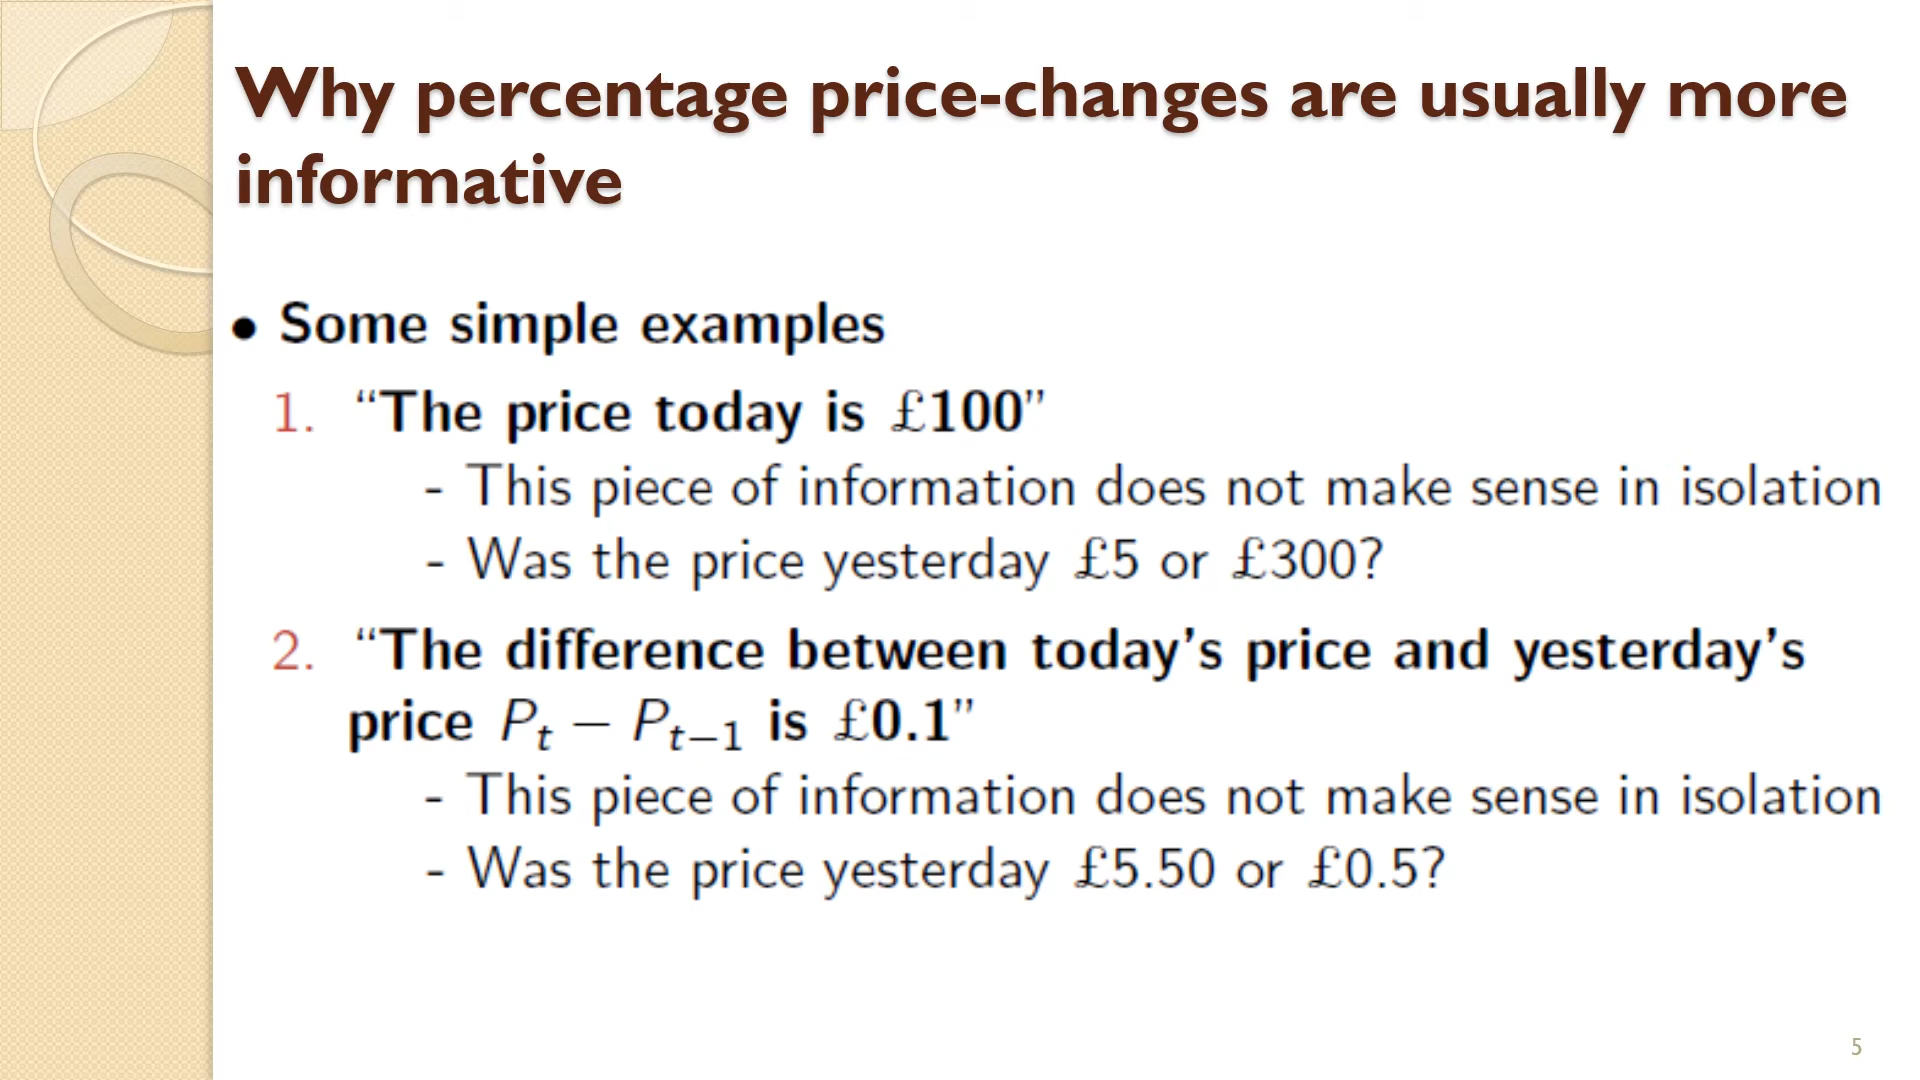 Why percentage price-changes are usually more
informative
• Some simple examples
1. “The price today is £100”
- This piece of information does not make sense in isolation
- Was the price yesterday £5 or £300?
2. “The difference between today’s price and yesterday’s
price Pₜ − Pₜ₋₁ is £0.1”
- This piece of information does not make sense in isolation
- Was the price yesterday £5.50 or £0.5?
5